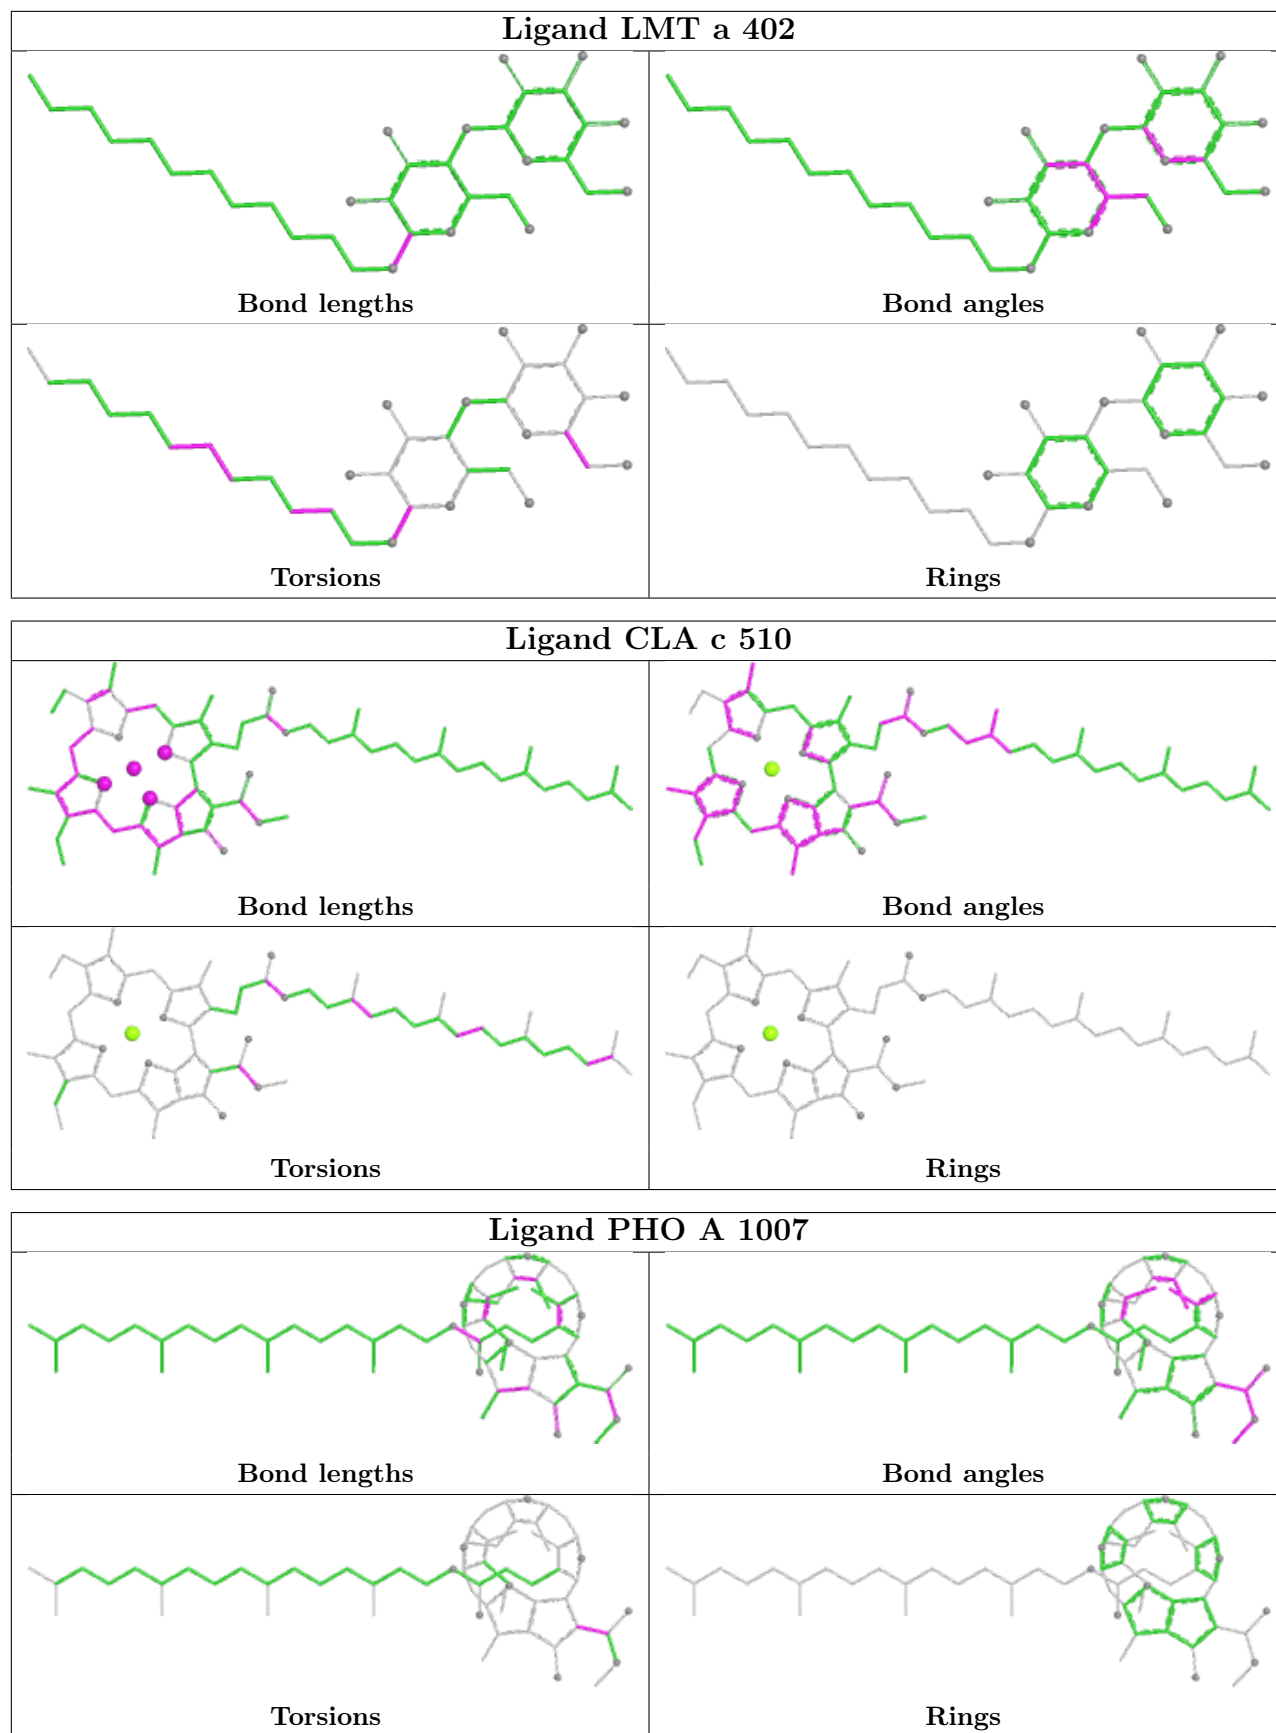 Ligand LMT a 402
Bond lengths
Bond angles
Torsions
Rings
Ligand CLA c 510
Bond lengths
Bond angles
Torsions
Rings
Ligand PHO A 1007
Bond lengths
Bond angles
Torsions
Rings